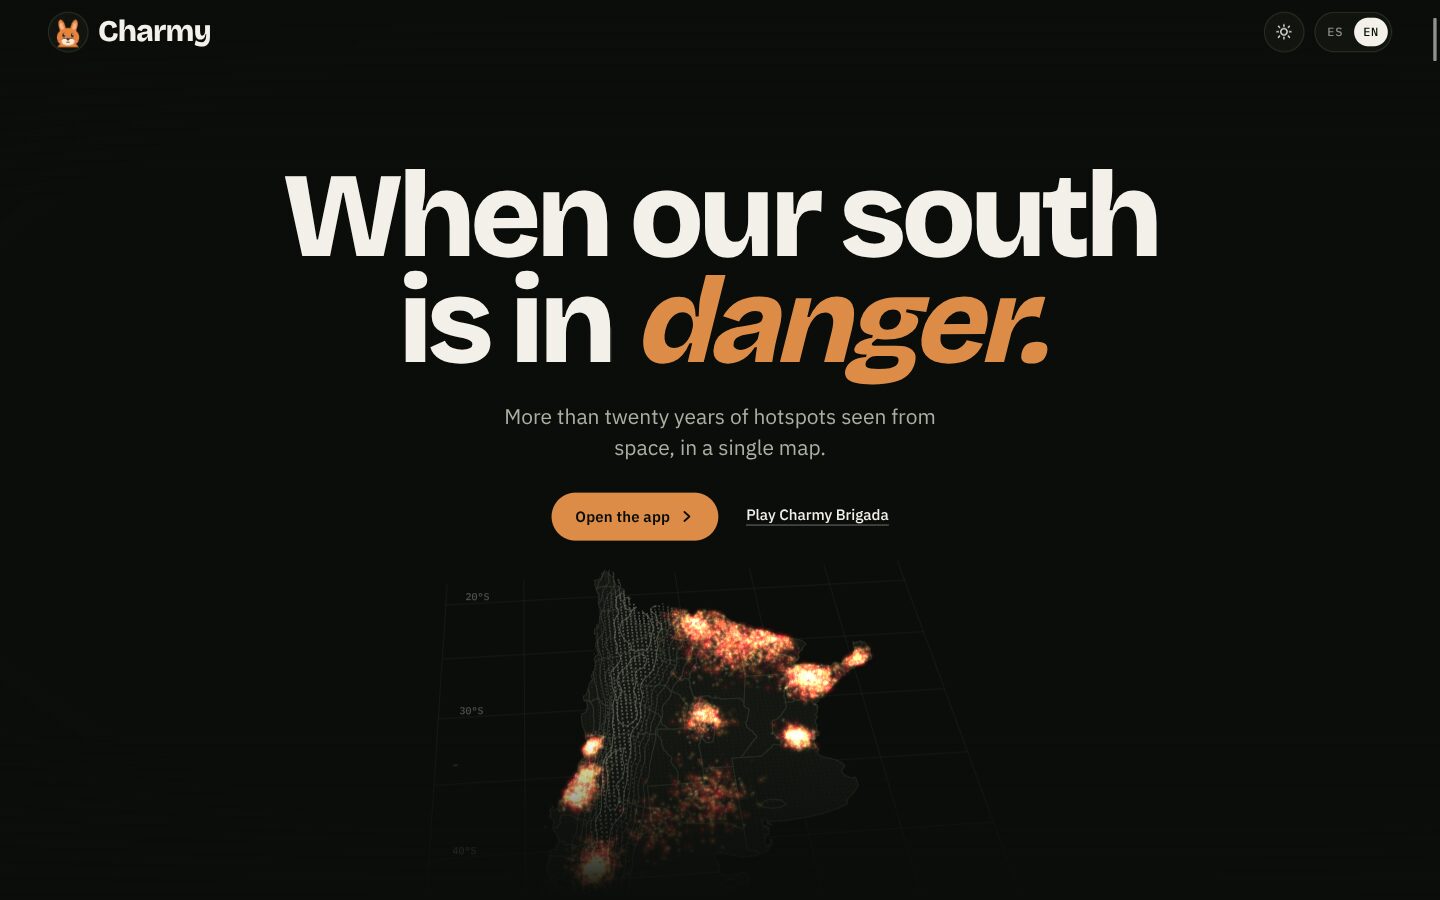 Charmy
ES EN
When our south
is in danger.
More than twenty years of hotspots seen from
space, in a single map.
Open the app
Play Charmy Brigada
20°S
30°S
40°S